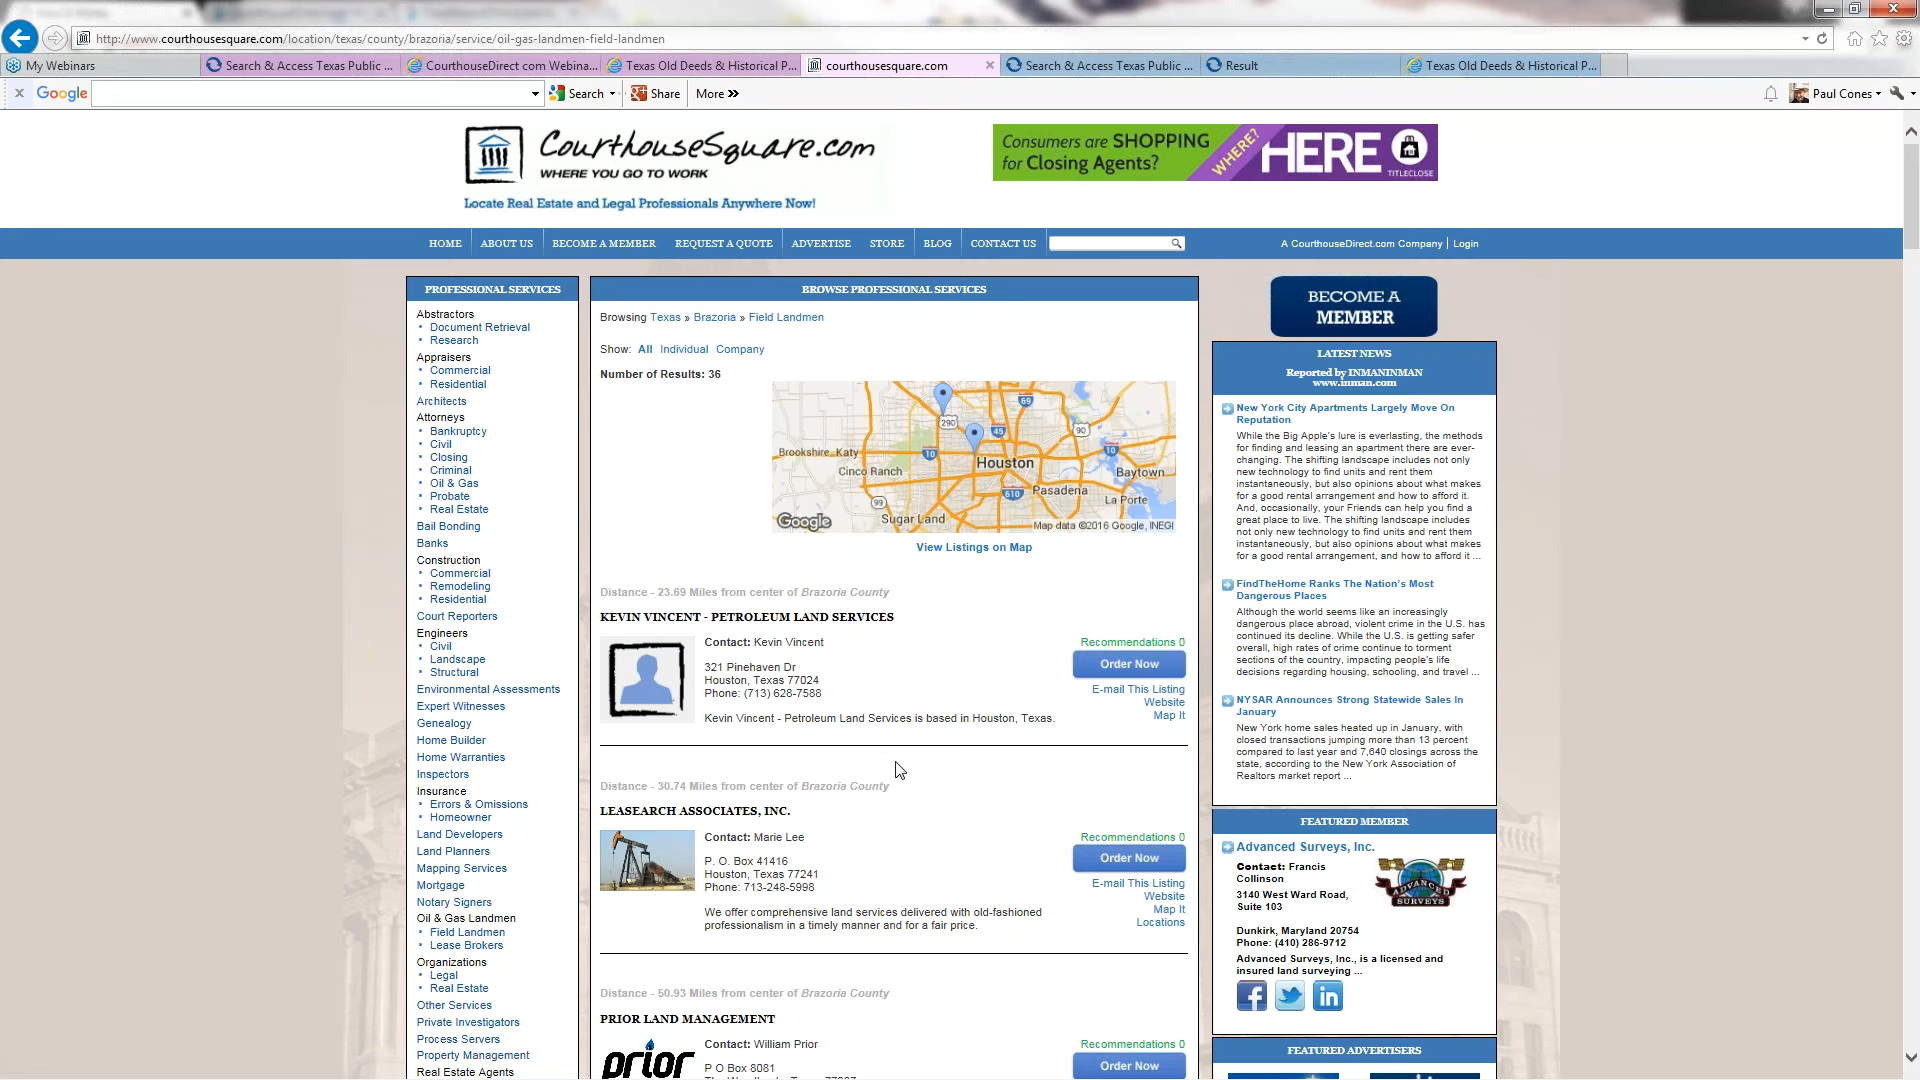 http://www.courthousesquare.com/location/texas/county/brazoria/service/oil-gas-landmen-field-landmen
My Webinars
Search & Access Texas Public ...
CourthouseDirect com Webina...
Texas Old Deeds & Historical P...
courthousesquare.com
Search & Access Texas Public ...
Result
Texas Old Deeds & Historical P...
Google
Search
Share
More »
Paul Cones
CourthouseSquare.com
WHERE YOU GO TO WORK
Locate Real Estate and Legal Professionals Anywhere Now!
Consumers are SHOPPING
for Closing Agents?
WHERE?
HERE
TITLECLOSE
HOME
ABOUT US
BECOME A MEMBER
REQUEST A QUOTE
ADVERTISE
STORE
BLOG
CONTACT US
A CourthouseDirect.com Company | Login
PROFESSIONAL SERVICES
Abstractors
• Document Retrieval
• Research
Appraisers
• Commercial
• Residential
Architects
Attorneys
• Bankruptcy
• Civil
• Closing
• Criminal
• Oil & Gas
• Probate
• Real Estate
Bail Bonding
Banks
Construction
• Commercial
• Remodeling
• Residential
Court Reporters
Engineers
• Civil
• Landscape
• Structural
Environmental Assessments
Expert Witnesses
Genealogy
Home Builder
Home Warranties
Inspectors
Insurance
• Errors & Omissions
• Homeowner
Land Developers
Land Planners
Mapping Services
Mortgage
Notary Signers
Oil & Gas Landmen
• Field Landmen
• Lease Brokers
Organizations
• Legal
• Real Estate
Other Services
Private Investigators
Process Servers
Property Management
Real Estate Agents
BROWSE PROFESSIONAL SERVICES
Browsing Texas » Brazoria » Field Landmen
Show: All Individual Company
Number of Results: 36
290
69
45
90
10
10
610
99
Brookshire
Katy
Cinco Ranch
Houston
Baytown
Pasadena
La Porte
Sugar Land
Google
Map data ©2016 Google, INEGI
View Listings on Map
Distance - 23.69 Miles from center of Brazoria County
KEVIN VINCENT - PETROLEUM LAND SERVICES
Contact: Kevin Vincent
321 Pinehaven Dr
Houston, Texas 77024
Phone: (713) 628-7588
Kevin Vincent - Petroleum Land Services is based in Houston, Texas.
Recommendations 0
Order Now
E-mail This Listing
Website
Map It
Distance - 30.74 Miles from center of Brazoria County
LEASEARCH ASSOCIATES, INC.
Contact: Marie Lee
P. O. Box 41416
Houston, Texas 77241
Phone: 713-248-5998
We offer comprehensive land services delivered with old-fashioned
professionalism in a timely manner and for a fair price.
Recommendations 0
Order Now
E-mail This Listing
Website
Map It
Locations
Distance - 50.93 Miles from center of Brazoria County
PRIOR LAND MANAGEMENT
prior
Contact: William Prior
P O Box 8081
Recommendations 0
Order Now
BECOME A
MEMBER
LATEST NEWS
Reported by INMANINMAN
www.inman.com
New York City Apartments Largely Move On
Reputation
While the Big Apple's lure is everlasting, the methods
for finding and leasing an apartment there are ever-
changing. The shifting landscape includes not only
new technology to find units and rent them
instantaneously, but also opinions about what makes
for a good rental arrangement and how to afford it.
And, occasionally, your Friends can help you find a
great place to live. The shifting landscape includes
not only new technology to find units and rent them
instantaneously, but also opinions about what makes
for a good rental arrangement, and how to afford it ...
FindTheHome Ranks The Nation's Most
Dangerous Places
Although the world seems like an increasingly
dangerous place abroad, violent crime in the U.S. has
continued its decline. While the U.S. is getting safer
overall, high rates of crime continue to torment
sections of the country, impacting people's life
decisions regarding housing, schooling, and travel ...
NYSAR Announces Strong Statewide Sales In
January
New York home sales heated up in January, with
closed transactions jumping more than 13 percent
compared to last year and 7,640 closings across the
state, according to the New York Association of
Realtors market report ...
FEATURED MEMBER
Advanced Surveys, Inc.
Contact: Francis
Collinson
3140 West Ward Road,
Suite 103
Dunkirk, Maryland 20754
Phone: (410) 286-9712
Advanced Surveys, Inc., is a licensed and
insured land surveying ...
ADVANCED
SURVEYS
FEATURED ADVERTISERS